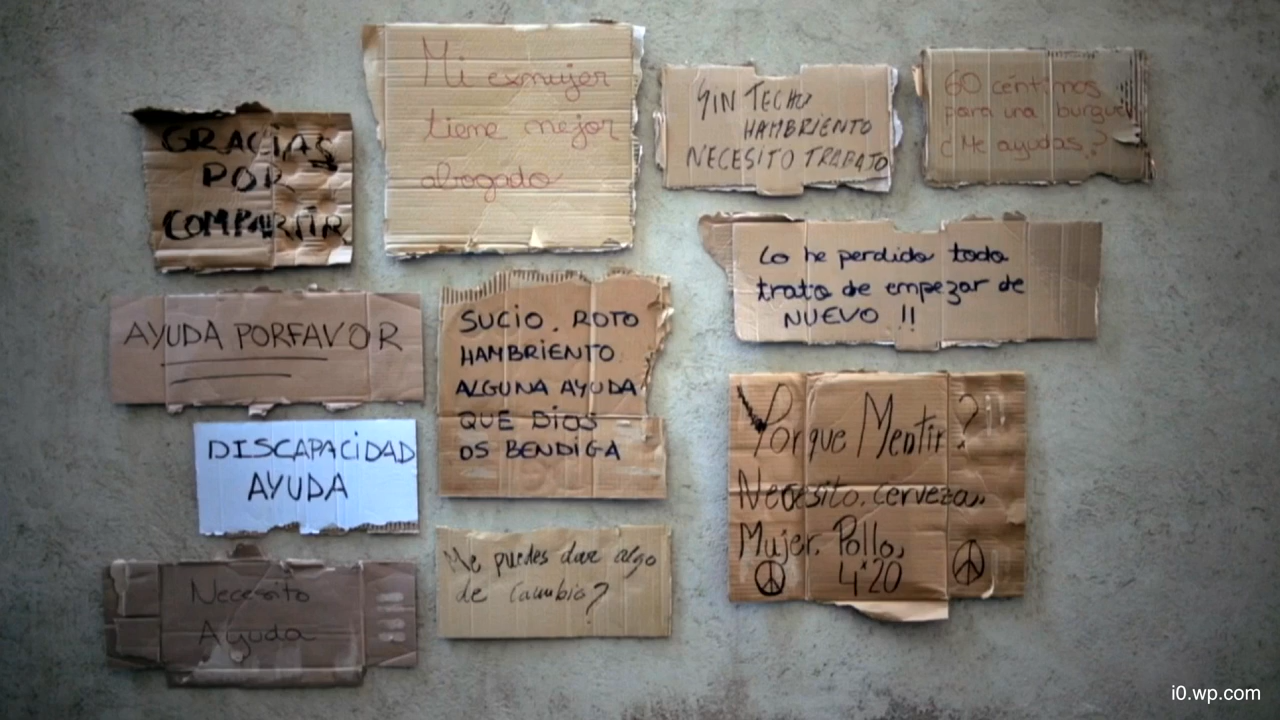 GRACIAS
POR
COMPARTIR
Mi exmujer
tiene mejor
abogado
SIN TECHO
HAMBRIENTO
NECESITO TRABAJO
60 céntimos
para una burguer
¿Me ayudas?
Lo he perdido todo
trato de empezar de
NUEVO !!
AYUDA PORFAVOR
SUCIO. ROTO
HAMBRIENTO
ALGUNA AYUDA
QUE DIOS
OS BENDIGA
DISCAPACIDAD
AYUDA
Porque Mentir?
Necesito. cerveza.
Mujer. Pollo,
4*20
Me puedes dar algo
de cambio?
Necesito
Ayuda
i0.wp.com